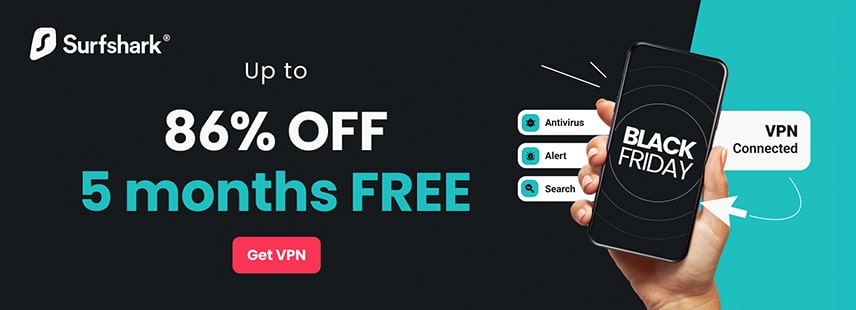 Surfshark®
Up to
86% OFF
5 months FREE
Get VPN
Antivirus
Alert
Search
BLACK
FRIDAY
VPN
Connected